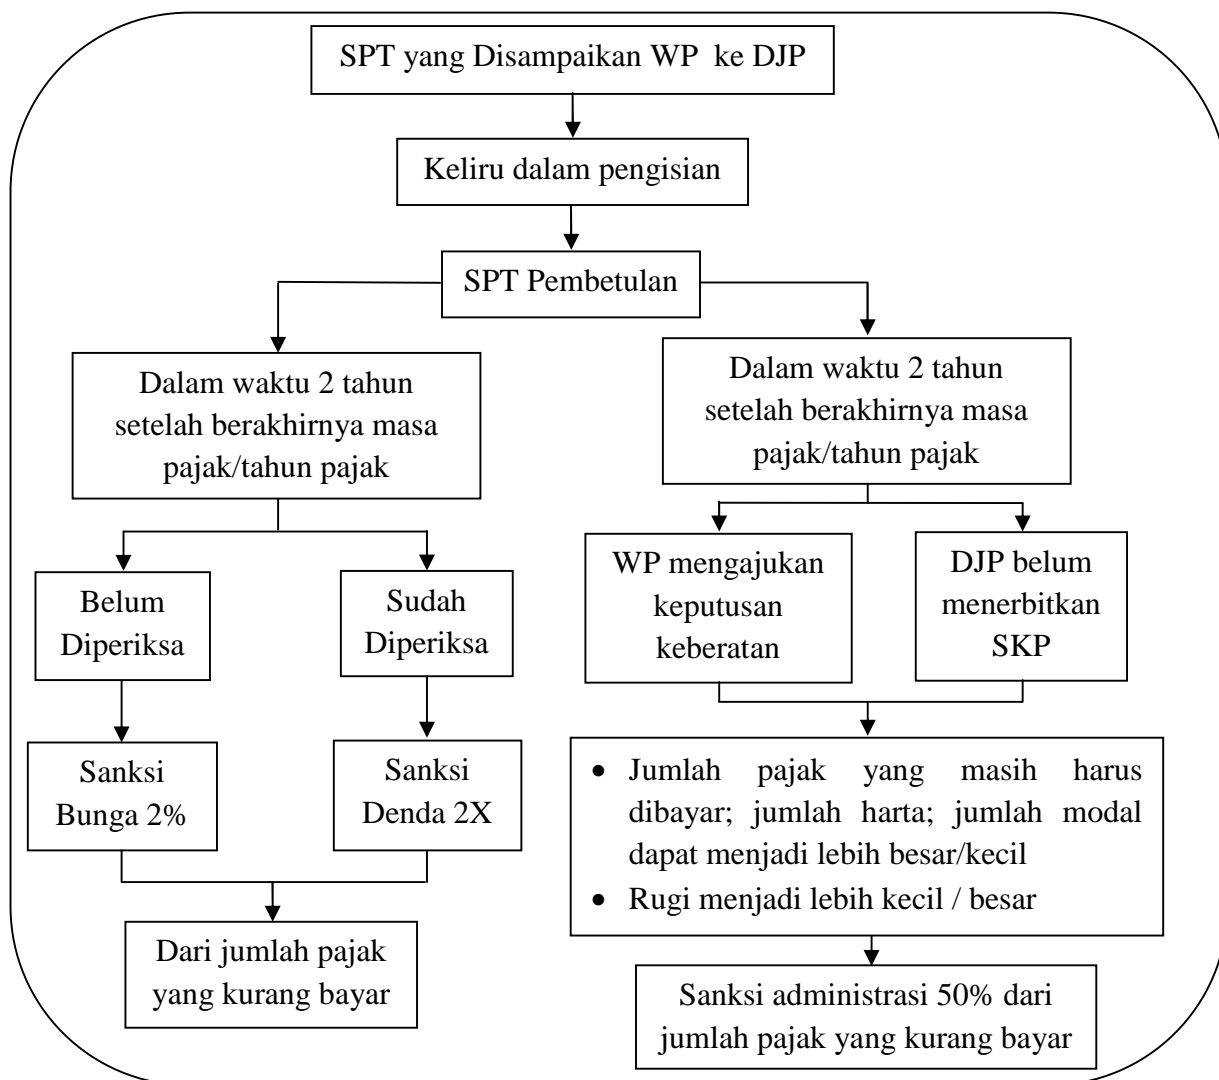 SPT yang Disampaikan WP ke DJP
Keliru dalam pengisian
SPT Pembetulan
Dalam waktu 2 tahun
setelah berakhirnya masa
pajak/tahun pajak
Dalam waktu 2 tahun
setelah berakhirnya masa
pajak/tahun pajak
Belum
Diperiksa
Sudah
Diperiksa
WP mengajukan
keputusan
keberatan
DJP belum
menerbitkan
SKP
Sanksi
Bunga 2%
Sanksi
Denda 2X
• Jumlah pajak yang masih harus
dibayar; jumlah harta; jumlah modal
dapat menjadi lebih besar/kecil
• Rugi menjadi lebih kecil / besar
Dari jumlah pajak
yang kurang bayar
Sanksi administrasi 50% dari
jumlah pajak yang kurang bayar